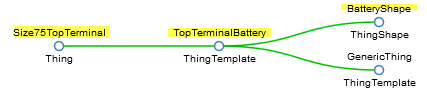 BatteryShape
Size75TopTerminal
TopTerminalBattery
ThingShape
GenericThing
Thing
ThingTemplate
ThingTemplate